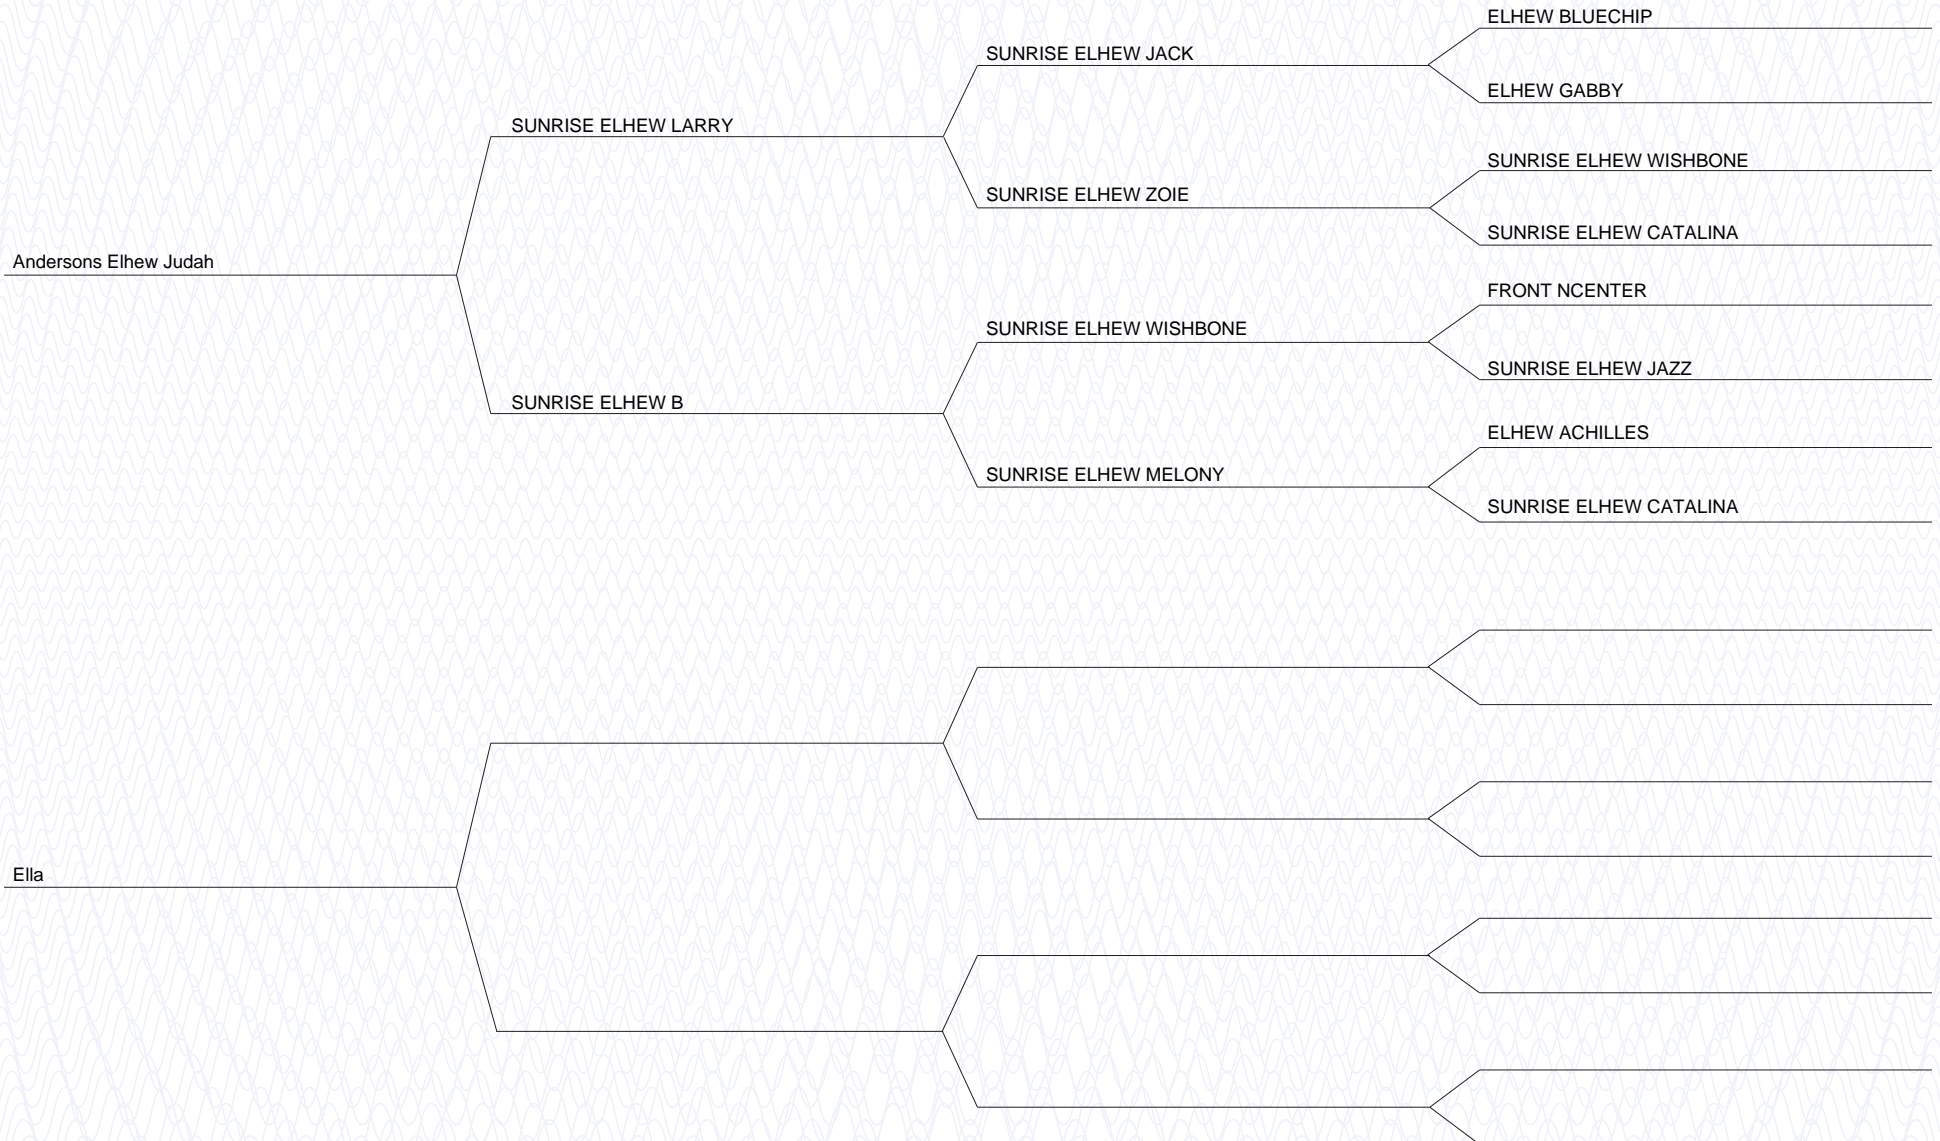 ELHEW BLUECHIP
SUNRISE ELHEW JACK
ELHEW GABBY
SUNRISE ELHEW LARRY
SUNRISE ELHEW WISHBONE
SUNRISE ELHEW ZOIE
SUNRISE ELHEW CATALINA
Andersons Elhew Judah
FRONT NCENTER
SUNRISE ELHEW WISHBONE
SUNRISE ELHEW JAZZ
SUNRISE ELHEW B
ELHEW ACHILLES
SUNRISE ELHEW MELONY
SUNRISE ELHEW CATALINA
Ella